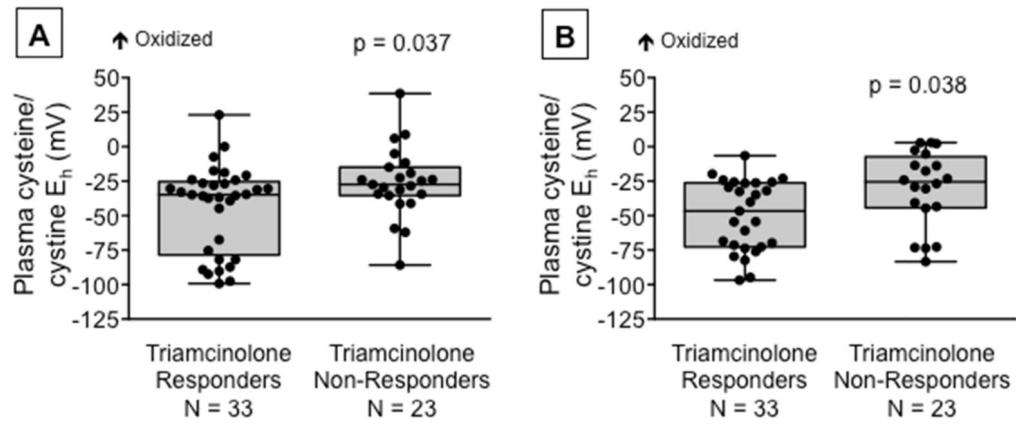 A
↑ Oxidized
p = 0.037
Plasma cysteine/
cystine Eh (mV)
50
25
0
-25
-50
-75
-100
-125
Triamcinolone
Responders
N = 33
Triamcinolone
Non-Responders
N = 23
B
↑ Oxidized
p = 0.038
Plasma cysteine/
cystine Eh (mV)
50
25
0
-25
-50
-75
-100
-125
Triamcinolone
Responders
N = 33
Triamcinolone
Non-Responders
N = 23